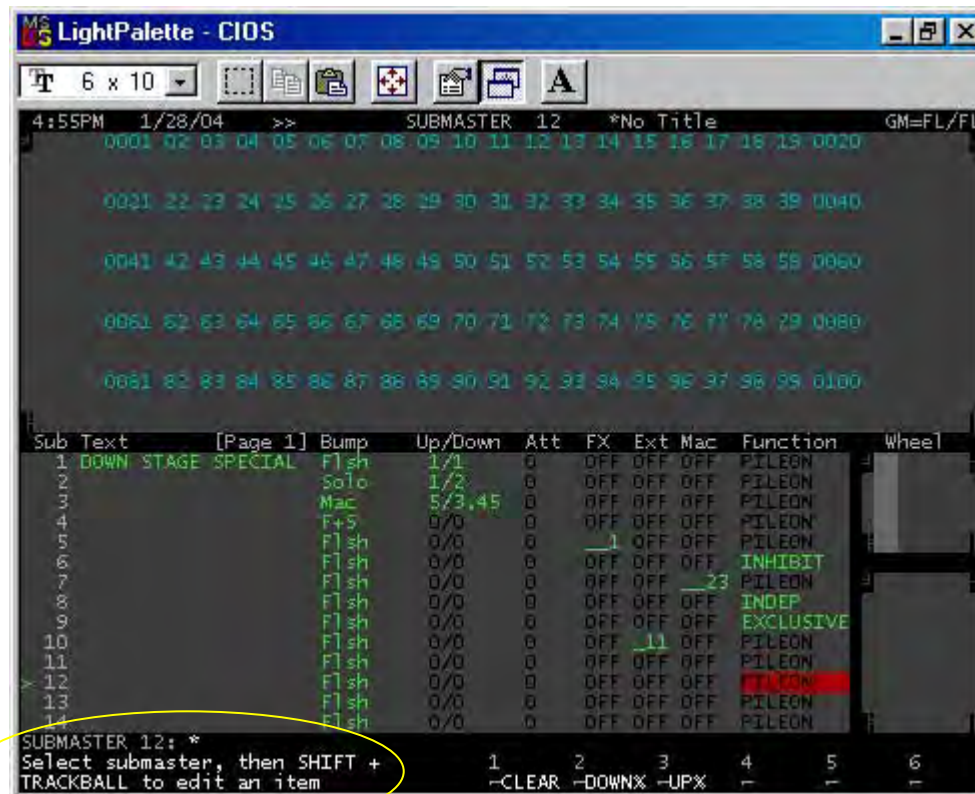 LightPalette - CIOS
6 x 10
A
4:55PM 1/28/04 >> SUBMASTER 12 *No Title GM=FL/FL
0001 02 03 04 05 06 07 08 09 10 11 12 13 14 15 16 17 18 19 0020
0021 22 23 24 25 26 27 28 29 30 31 32 33 34 35 36 37 38 39 0040
0041 42 43 44 45 46 47 48 49 50 51 52 53 54 55 56 57 58 59 0060
0061 62 63 64 65 66 67 68 69 70 71 72 73 74 75 76 77 78 79 0080
0081 82 83 84 85 86 87 88 89 90 91 92 93 94 95 96 97 98 99 0100
Sub Text [Page 1] Bump Up/Down Att FX Ext Mac Function Wheel
1 DOWN STAGE SPECIAL Flsh 1/1 0 OFF OFF OFF PILEON
2 Solo 1/2 0 OFF OFF OFF PILEON
3 Mac 5/3.45 0 OFF OFF OFF PILEON
4 F+S 0/0 0 OFF OFF OFF PILEON
5 Flsh 0/0 0 __1 OFF OFF PILEON
6 Flsh 0/0 0 OFF OFF OFF INHIBIT
7 Flsh 0/0 0 OFF OFF __23 PILEON
8 Flsh 0/0 0 OFF OFF OFF INDEP
9 Flsh 0/0 0 OFF OFF OFF EXCLUSIVE
10 Flsh 0/0 0 OFF _11 OFF PILEON
11 Flsh 0/0 0 OFF OFF OFF PILEON
> 12 Flsh 0/0 0 OFF OFF OFF PILEON
13 Flsh 0/0 0 OFF OFF OFF PILEON
14 Flsh 0/0 0 OFF OFF OFF PILEON
SUBMASTER 12: *
Select submaster, then SHIFT + 1 2 3 4 5 6
TRACKBALL to edit an item CLEAR DOWN% UP%